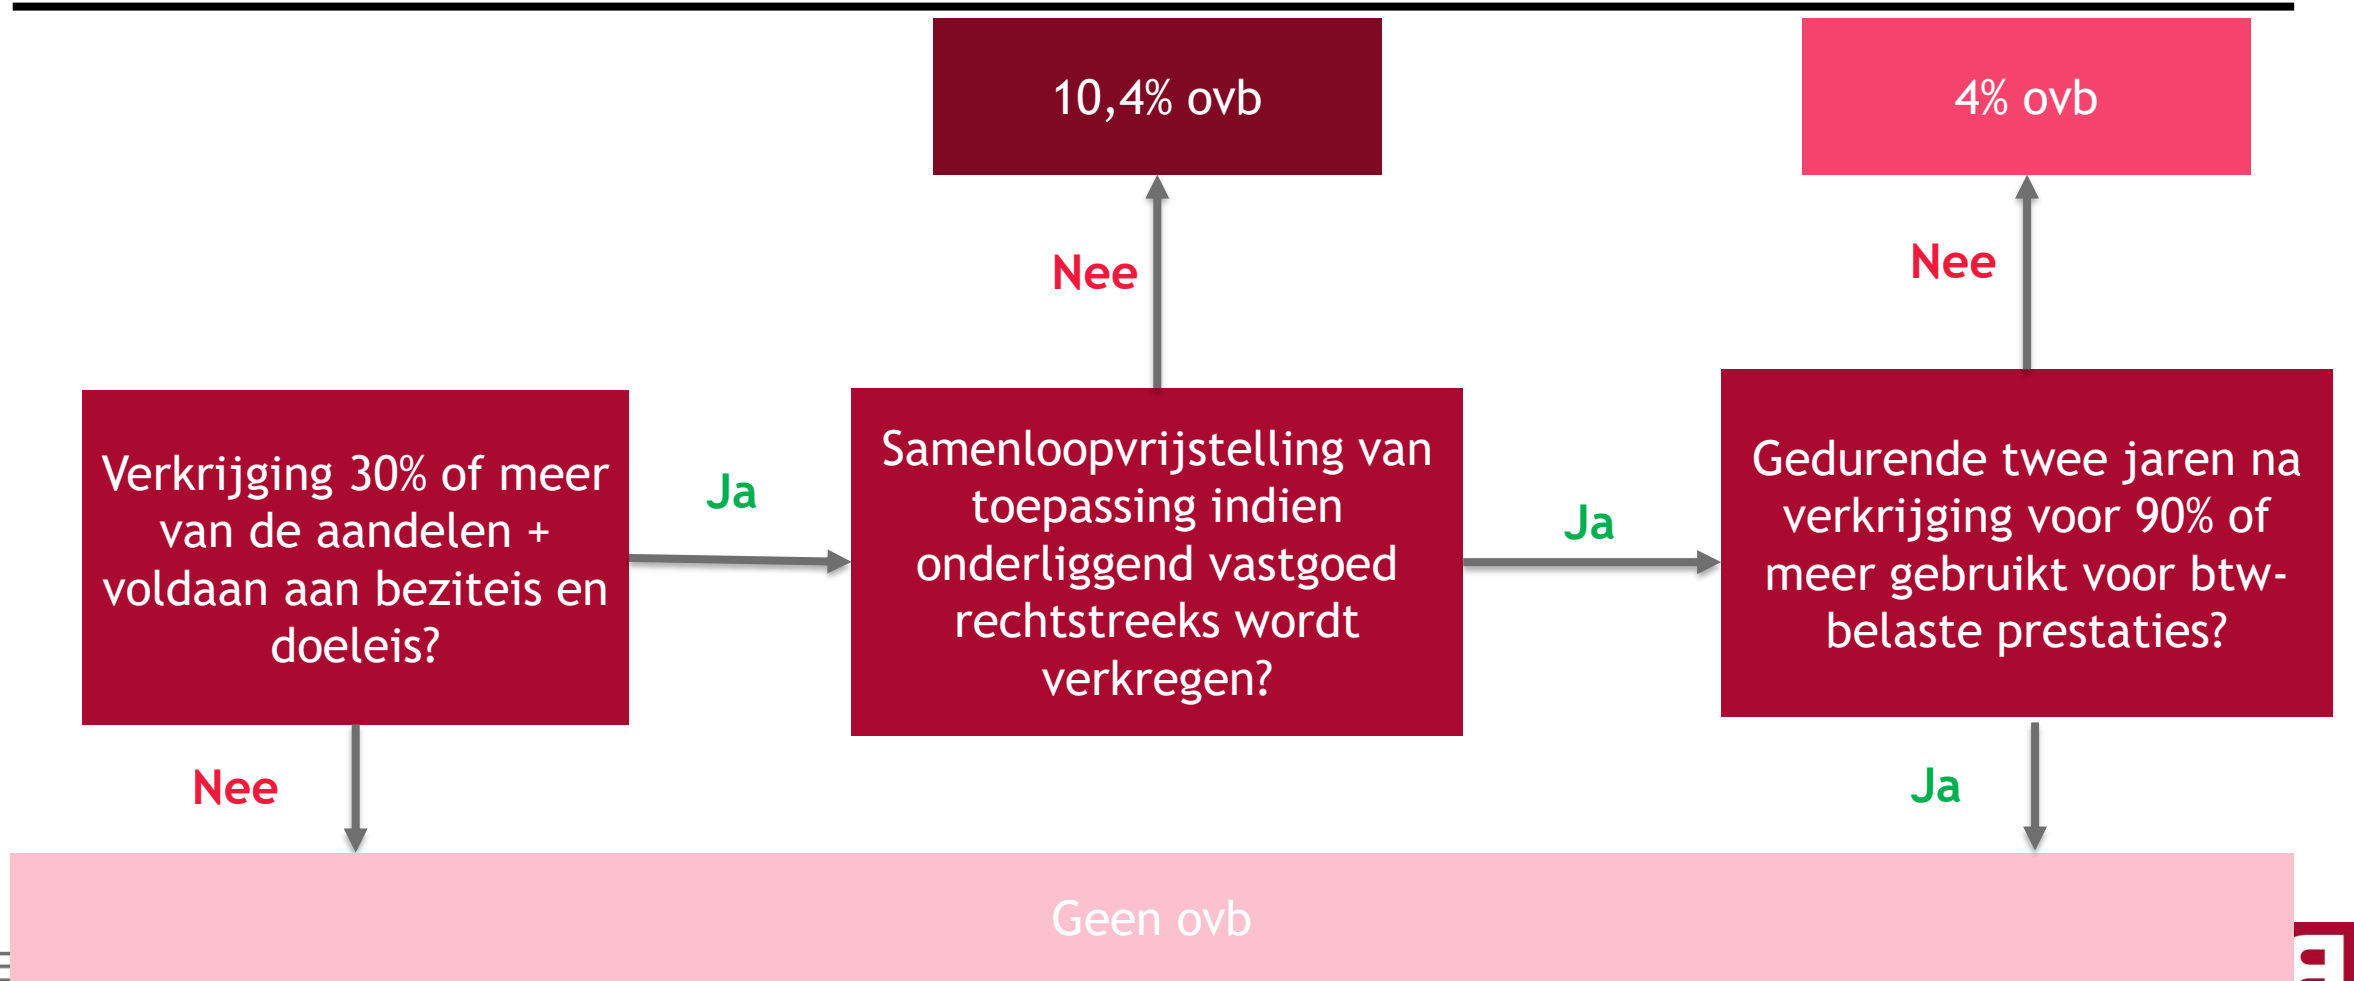 10,4% ovb
4% ovb
Nee
Nee
Verkrijging 30% of meer
van de aandelen +
voldaan aan beziteis en
doeleis?
Ja
Samenloopvrijstelling van
toepassing indien
onderliggend vastgoed
rechtstreeks wordt
verkregen?
Ja
Gedurende twee jaren na
verkrijging voor 90% of
meer gebruikt voor btw-
belaste prestaties?
Nee
Ja
Geen ovb